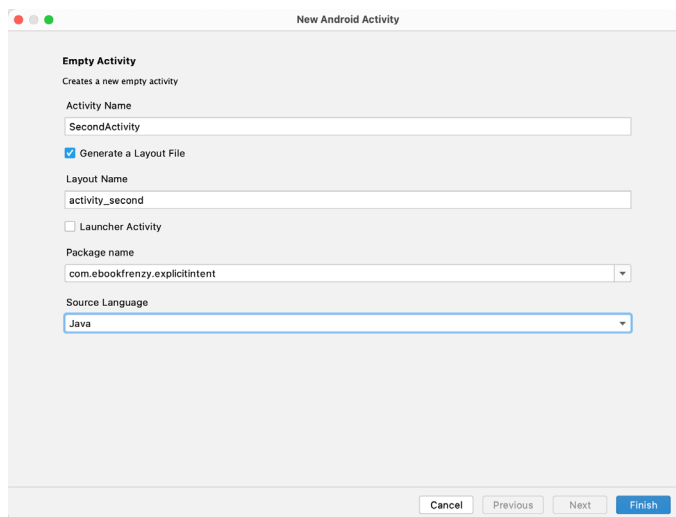 New Android Activity
Empty Activity
Creates a new empty activity
Activity Name
SecondActivity
Generate a Layout File
Layout Name
activity_second
Launcher Activity
Package name
com.ebookfrenzy.explicitintent
Source Language
Java
Cancel Previous Next Finish